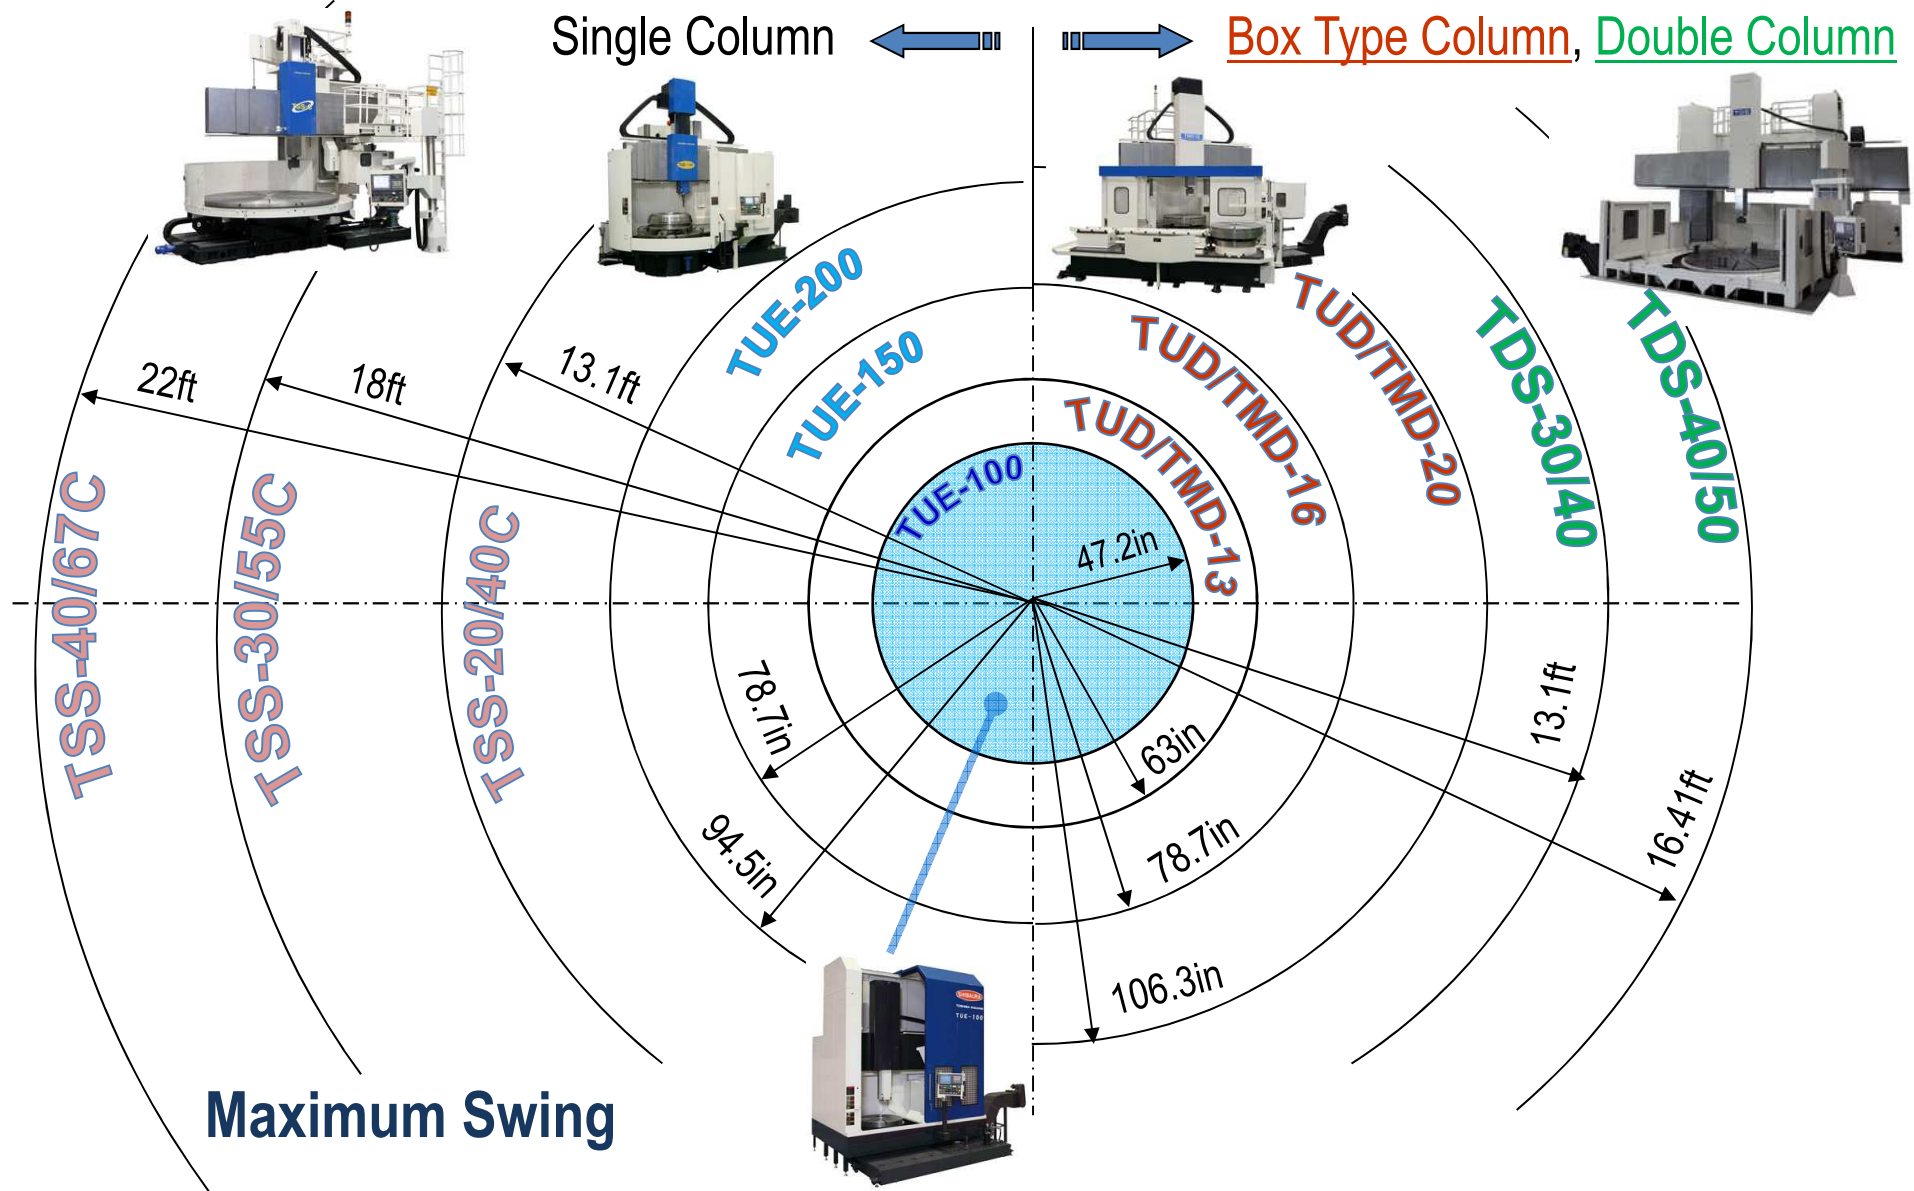 Single Column
Box Type Column, Double Column
TUE-200
TUE-150
TUE-100
TUD/TMD-13
TUD/TMD-16
TUD/TMD-20
TDS-30/40
TDS-40/50
22ft
18ft
13.1ft
47.2in
TSS-40/67C
TSS-30/55C
TSS-20/40C
78.7in
94.5in
63in
78.7in
106.3in
13.1ft
16.41ft
SHIBAURA
TUE-100
Maximum Swing